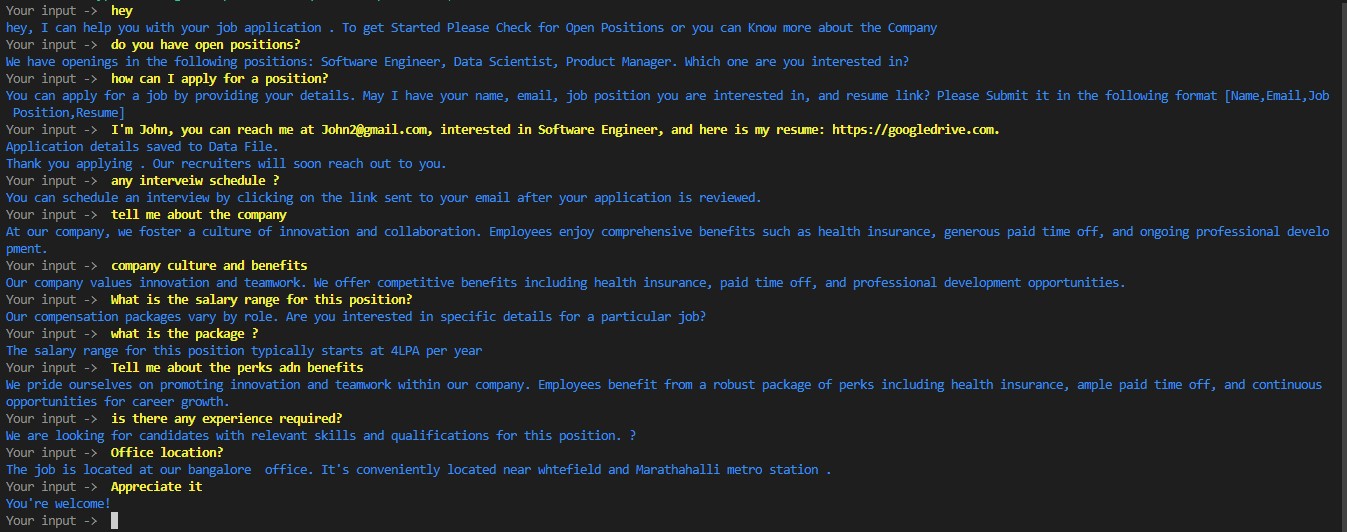 Your input ->  hey
hey, I can help you with your job application . To get Started Please Check for Open Positions or you can Know more about the Company
Your input ->  do you have open positions?
We have openings in the following positions: Software Engineer, Data Scientist, Product Manager. Which one are you interested in?
Your input ->  how can I apply for a position?
You can apply for a job by providing your details. May I have your name, email, job position you are interested in, and resume link? Please Submit it in the following format [Name,Email,Job
 Position,Resume]
Your input ->  I'm John, you can reach me at John2@gmail.com, interested in Software Engineer, and here is my resume: https://googledrive.com.
Application details saved to Data File.
Thank you applying . Our recruiters will soon reach out to you.
Your input ->  any interveiw schedule ?
You can schedule an interview by clicking on the link sent to your email after your application is reviewed.
Your input ->  tell me about the company
At our company, we foster a culture of innovation and collaboration. Employees enjoy comprehensive benefits such as health insurance, generous paid time off, and ongoing professional develo
pment.
Your input ->  company culture and benefits
Our company values innovation and teamwork. We offer competitive benefits including health insurance, paid time off, and professional development opportunities.
Your input ->  What is the salary range for this position?
Our compensation packages vary by role. Are you interested in specific details for a particular job?
Your input ->  what is the package ?
The salary range for this position typically starts at 4LPA per year
Your input ->  Tell me about the perks adn benefits
We pride ourselves on promoting innovation and teamwork within our company. Employees benefit from a robust package of perks including health insurance, ample paid time off, and continuous
opportunities for career growth.
Your input ->  is there any experience required?
We are looking for candidates with relevant skills and qualifications for this position. ?
Your input ->  Office location?
The job is located at our bangalore  office. It's conveniently located near whtefield and Marathahalli metro station .
Your input ->  Appreciate it
You're welcome!
Your input ->